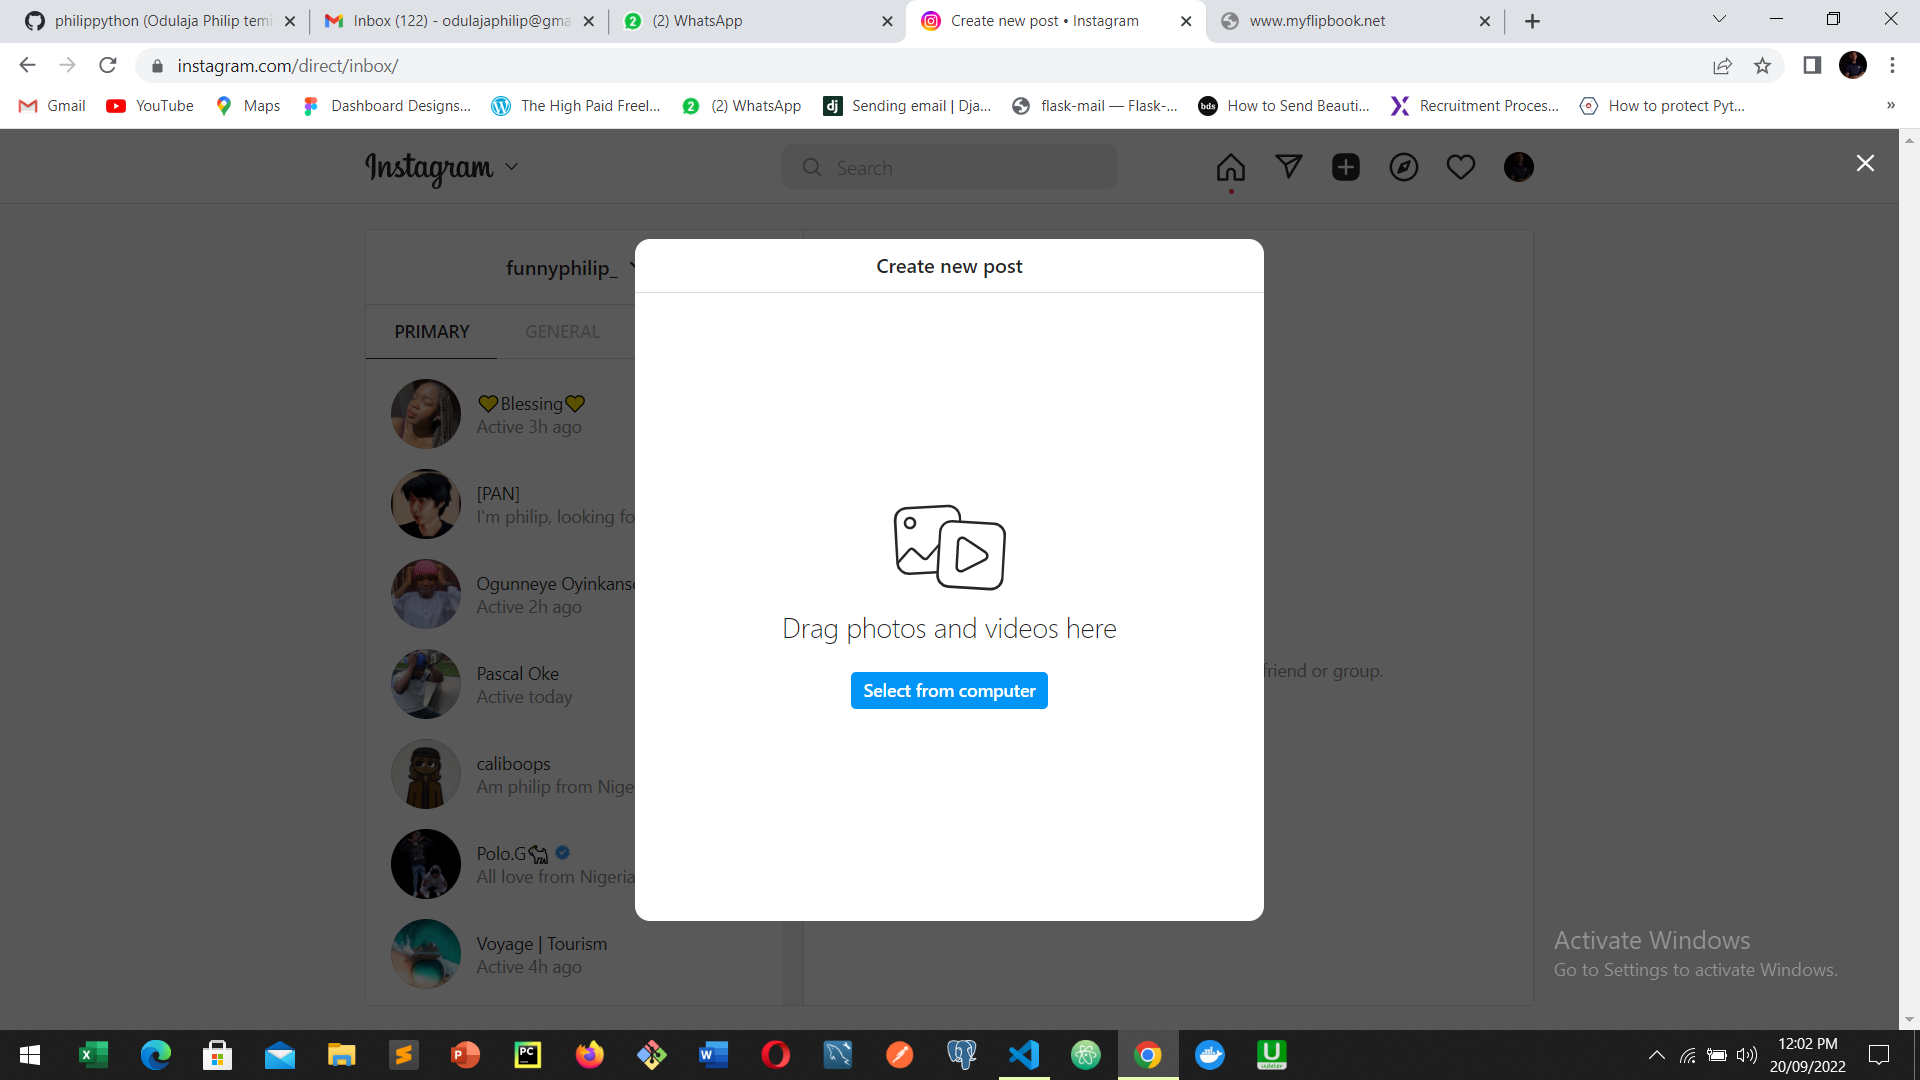 philippython (Odulaja Philip temi
Inbox (122) - odulajaphilip@gma
(2) WhatsApp
Create new post • Instagram
www.myflipbook.net
instagram.com/direct/inbox/
Gmail
YouTube
Maps
Dashboard Designs...
The High Paid Freel...
(2) WhatsApp
Sending email | Dja...
flask-mail — Flask-...
How to Send Beauti...
Recruitment Proces...
How to protect Pyt...
»
Instagram
Search
funnyphilip_
Create new post
PRIMARY
GENERAL
💛Blessing💛
Active 3h ago
[PAN]
I'm philip, looking fo
Ogunneye Oyinkanso
Active 2h ago
Drag photos and videos here
Pascal Oke
Active today
friend or group.
Select from computer
caliboops
Am philip from Nige
Polo.G🐪
All love from Nigeria
Voyage | Tourism
Active 4h ago
Activate Windows
Go to Settings to activate Windows.
12:02 PM
20/09/2022